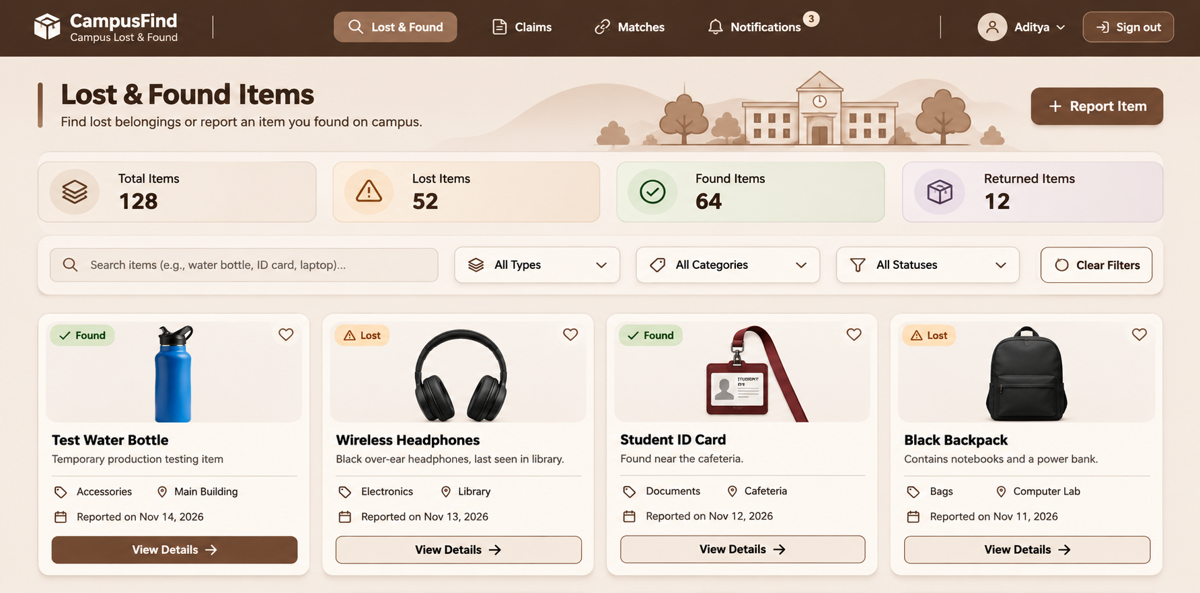 CampusFind
Campus Lost & Found
Lost & Found
Claims
Matches
Notifications
3
Aditya
Sign out
Lost & Found Items
Find lost belongings or report an item you found on campus.
+ Report Item
Total Items
128
Lost Items
52
Found Items
64
Returned Items
12
Search items (e.g., water bottle, ID card, laptop)...
All Types
All Categories
All Statuses
Clear Filters
Found
Test Water Bottle
Temporary production testing item
Accessories
Main Building
Reported on Nov 14, 2026
View Details →
Lost
Wireless Headphones
Black over-ear headphones, last seen in library.
Electronics
Library
Reported on Nov 13, 2026
View Details →
Found
STUDENT
Student ID Card
Found near the cafeteria.
Documents
Cafeteria
Reported on Nov 12, 2026
View Details →
Lost
Black Backpack
Contains notebooks and a power bank.
Bags
Computer Lab
Reported on Nov 11, 2026
View Details →